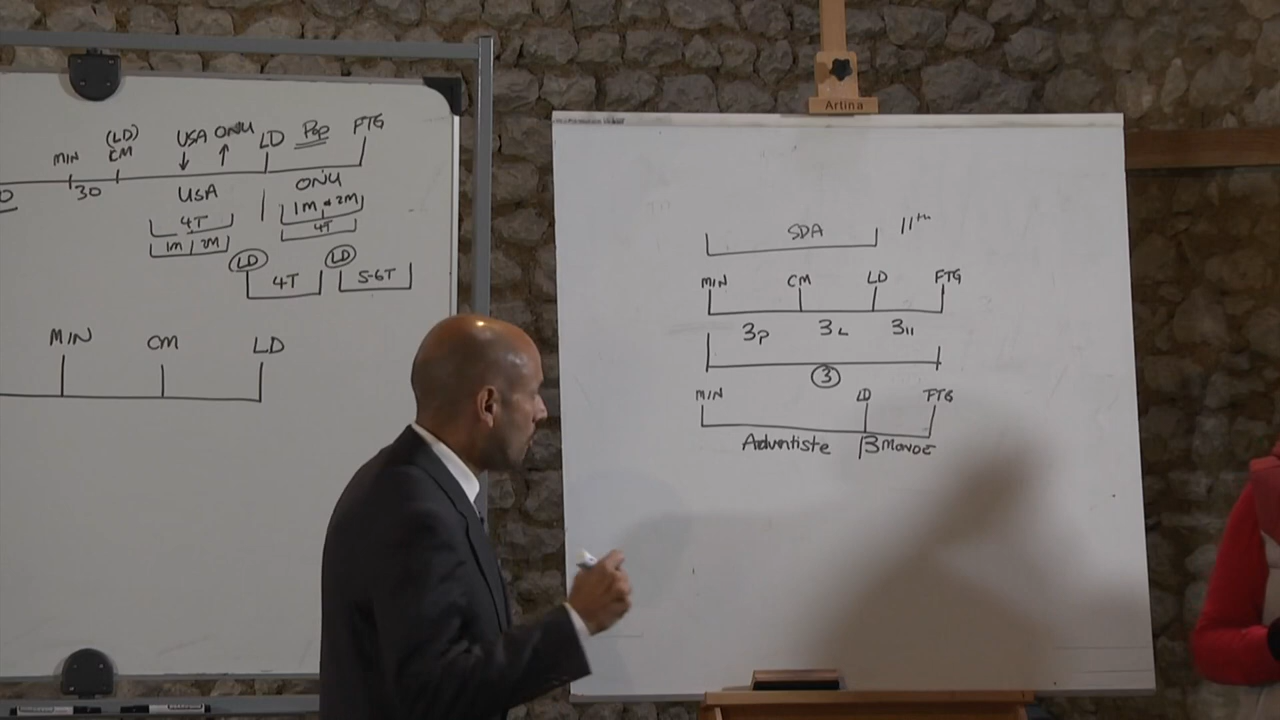 MIN (LD) CM USA ONU LD Pop FTG
30
USA ONU
4T 1M 2M
1M 2M 4T
LD LD
4T 5-6T
MIN CM LD
Artina
SDA 11th
MIN CM LD FTG
3P 3L 3II
3
MIN LD FTG
Adventiste MONDE